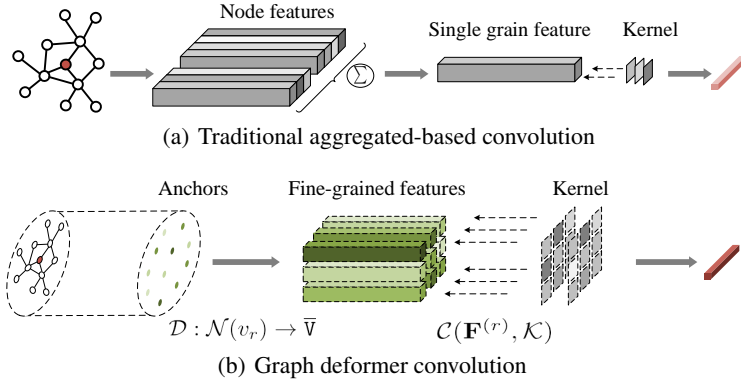 Node features
Single grain feature
Kernel
Σ
(a) Traditional aggregated-based convolution
Anchors
Fine-grained features
Kernel
𝒟 : 𝒩(v_r) → V̅
𝒞(𝐅^(r), 𝒦)
(b) Graph deformer convolution